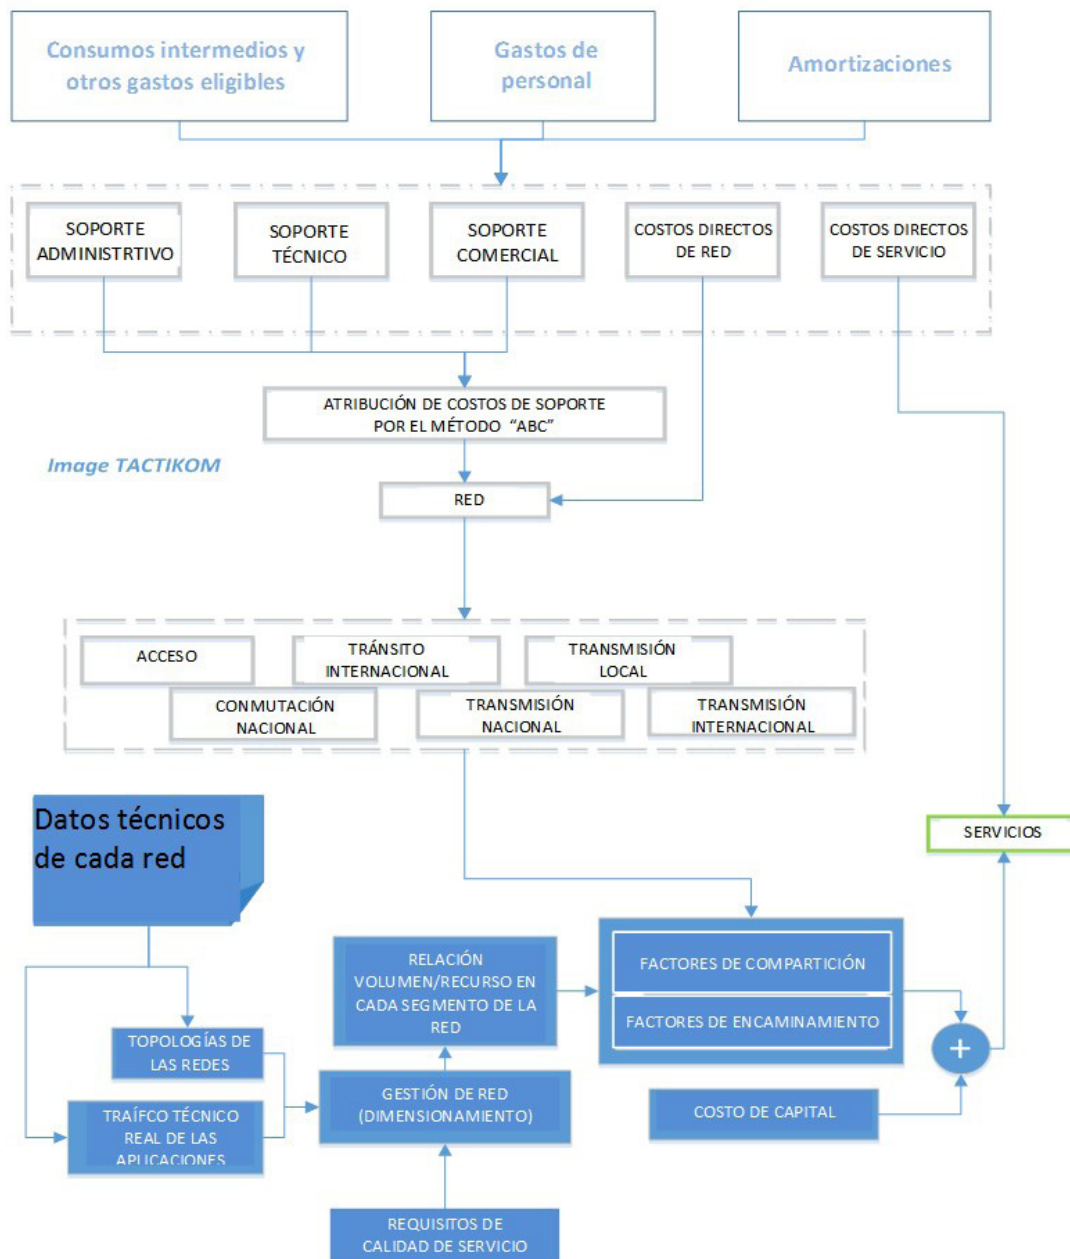 Consumos intermedios y
otros gastos eligibles
Gastos de
personal
Amortizaciones
SOPORTE
ADMINISTRTIVO
SOPORTE
TÉCNICO
SOPORTE
COMERCIAL
COSTOS DIRECTOS
DE RED
COSTOS DIRECTOS
DE SERVICIO
ATRIBUCIÓN DE COSTOS DE SOPORTE
POR EL MÉTODO “ABC”
Image TACTIKOM
RED
ACCESO
TRÁNSITO
INTERNACIONAL
TRANSMISIÓN
LOCAL
CONMUTACIÓN
NACIONAL
TRANSMISIÓN
NACIONAL
TRANSMISIÓN
INTERNACIONAL
Datos técnicos
de cada red
SERVICIOS
RELACIÓN
VOLUMEN/RECURSO EN
CADA SEGMENTO DE LA
RED
FACTORES DE COMPARTICIÓN
FACTORES DE ENCAMINAMIENTO
+
TOPOLOGÍAS DE
LAS REDES
GESTIÓN DE RED
(DIMENSIONAMIENTO)
COSTO DE CAPITAL
TRAÍFCO TÉCNICO
REAL DE LAS
APLICACIONES
REQUISITOS DE
CALIDAD DE SERVICIO